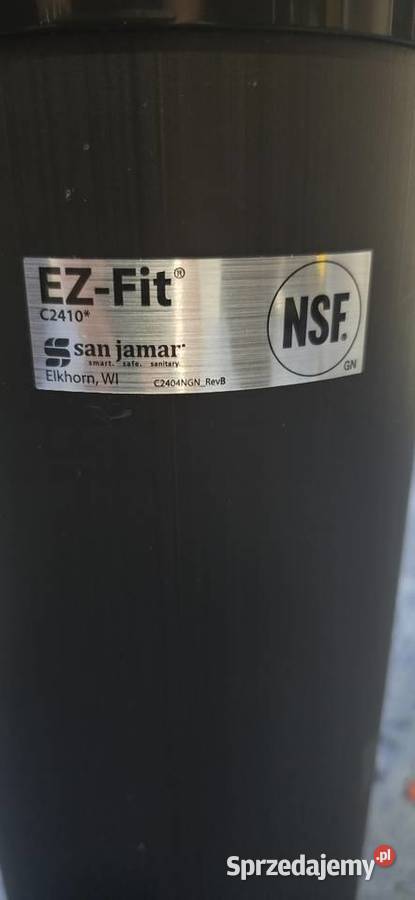 EZ-Fit®
C2410*
san jamar®
smart. safe. sanitary.
Elkhorn, WI
C2404NGN_RevB
NSF®
GN
Sprzedajemy.pl